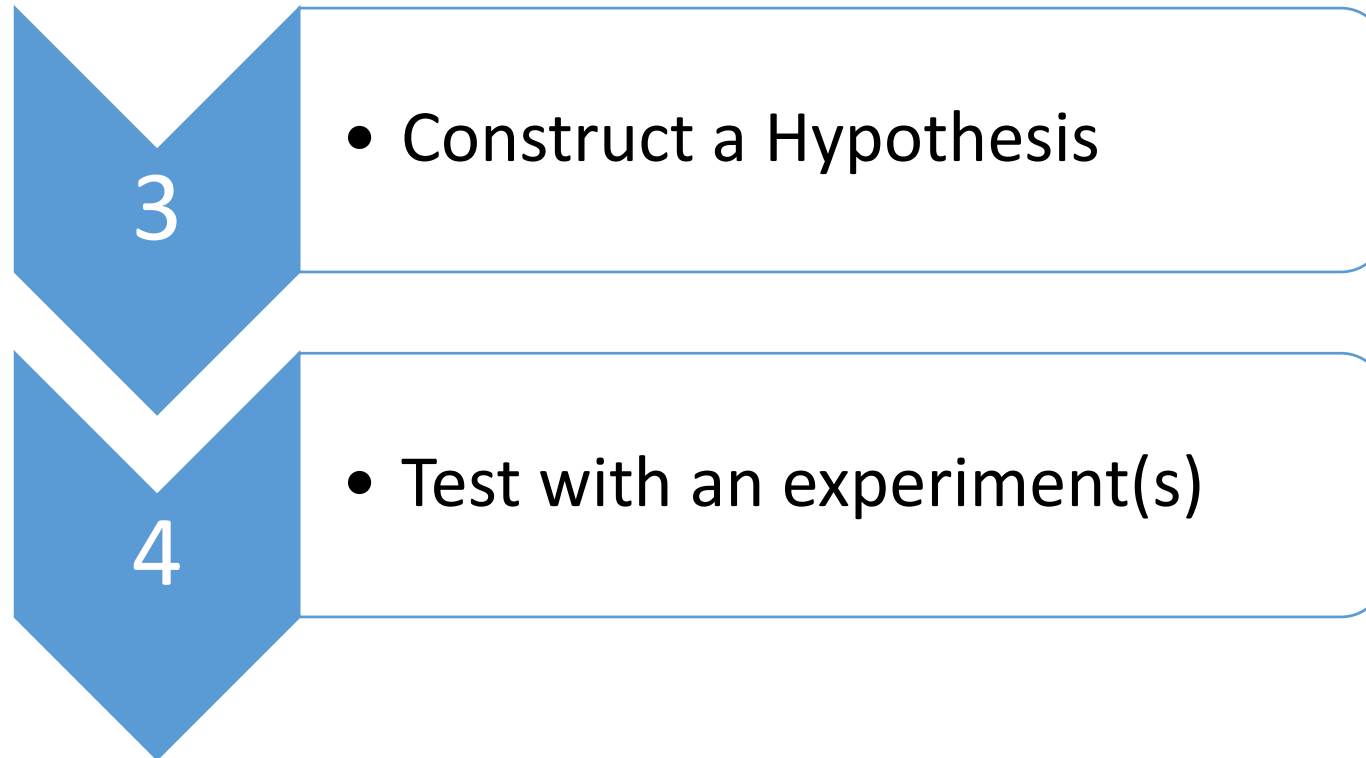 3
• Construct a Hypothesis
4
• Test with an experiment(s)